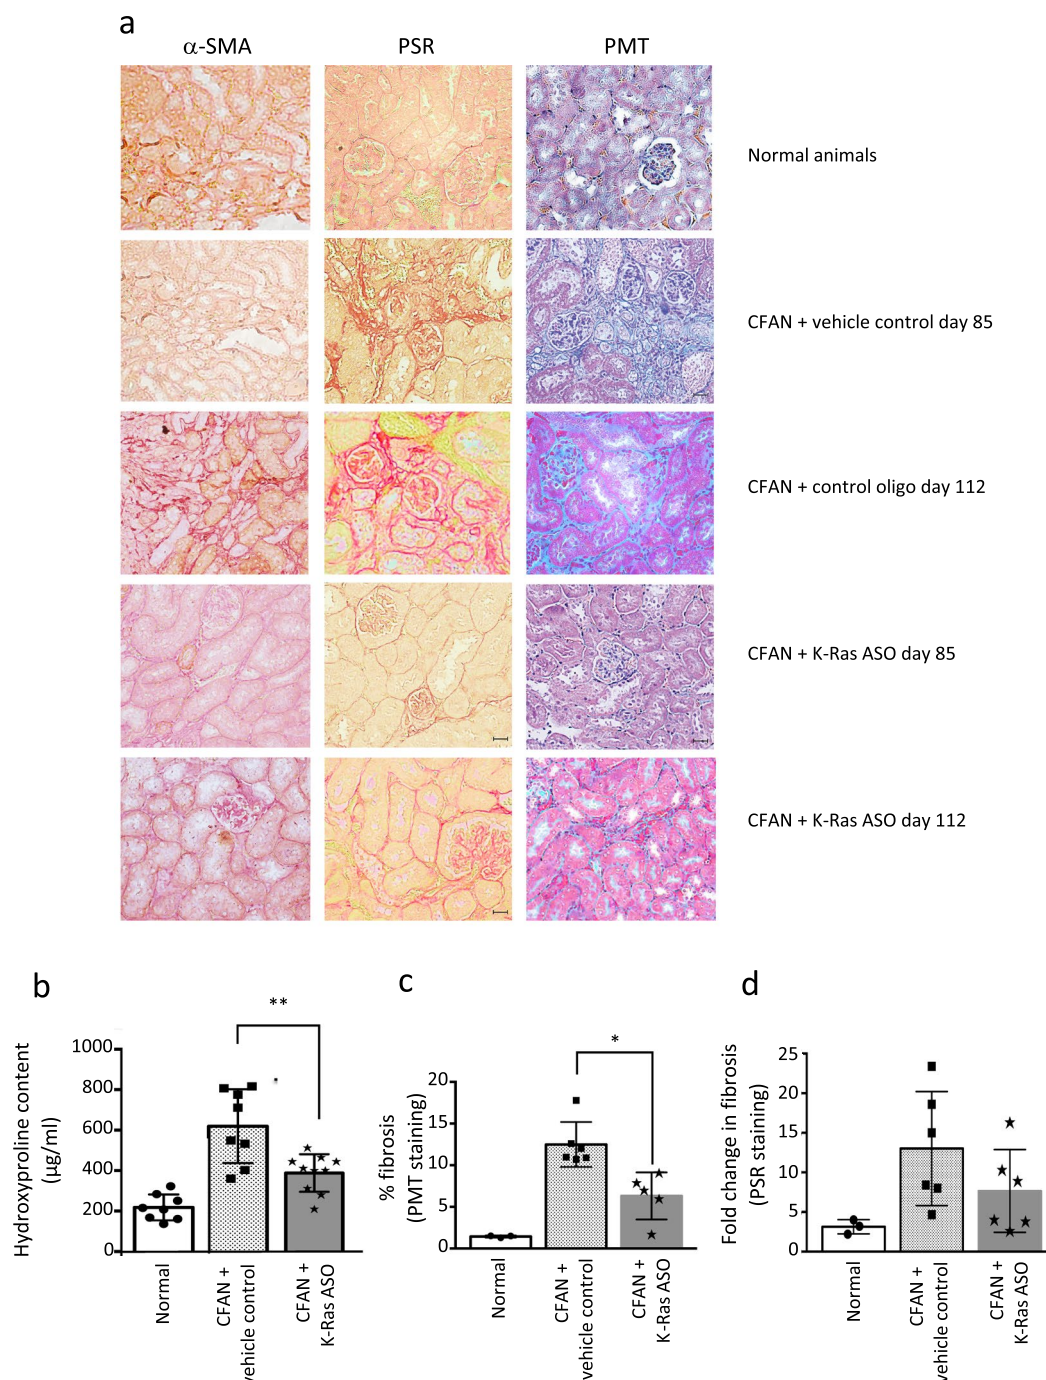 a
α-SMA
PSR
PMT
Normal animals
CFAN + vehicle control day 85
CFAN + control oligo day 112
CFAN + K-Ras ASO day 85
CFAN + K-Ras ASO day 112
b
**
Hydroxyproline content
(µg/ml)
1000
800
600
400
200
0
Normal
CFAN +
vehicle control
CFAN +
K-Ras ASO
c
*
% fibrosis
(PMT staining)
20
15
10
5
0
Normal
CFAN +
vehicle control
CFAN +
K-Ras ASO
d
Fold change in fibrosis
(PSR staining)
25
20
15
10
5
0
Normal
CFAN +
vehicle control
CFAN +
K-Ras ASO